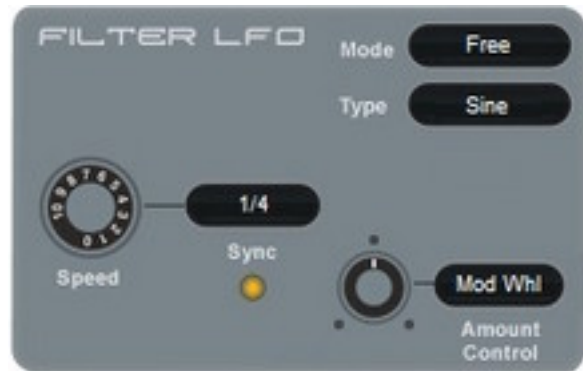 FILTER LFO
Mode Free
Type Sine
0 1 2 3 4 5 6 7 8 9 10
1/4
Speed
Sync
Mod Whl
Amount
Control